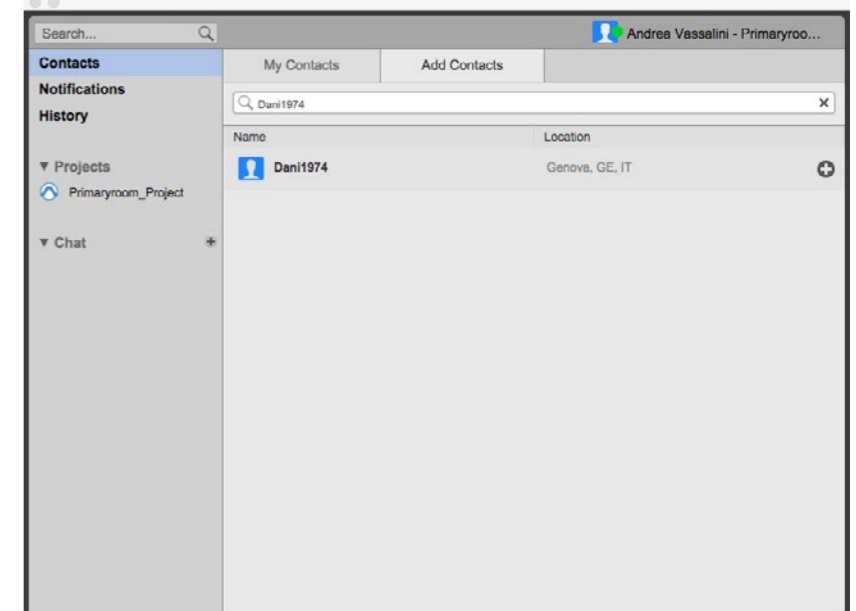 Search...
Andrea Vassalini - Primaryroo...
Contacts
Notifications
History
▼ Projects
Primaryroom_Project
▼ Chat
My Contacts
Add Contacts
Dani1974
Name
Location
Dani1974
Genova, GE, IT